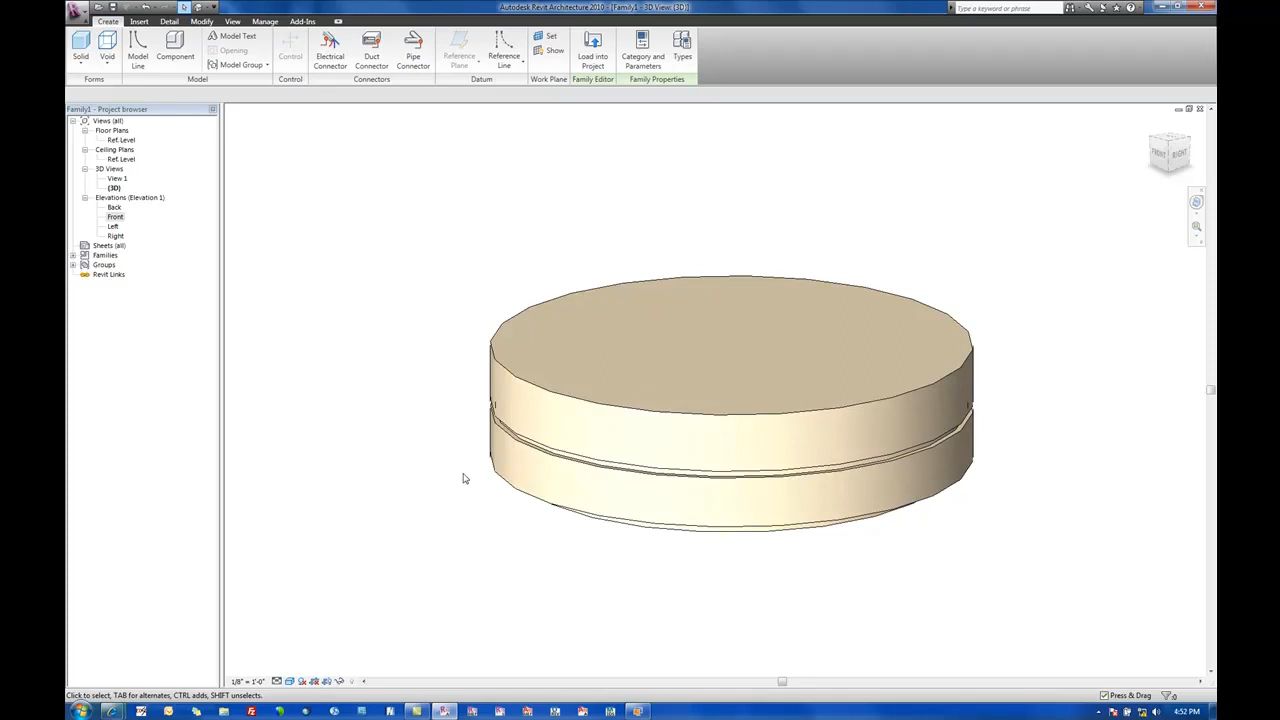 Autodesk Revit Architecture 2010 - [Family1 - 3D View: {3D}]
Type a keyword or phrase
Create Insert Detail Modify View Manage Add-Ins
Solid
Void
Model Line
Component
Model Text
Opening
Model Group
Control
Electrical Connector
Duct Connector
Pipe Connector
Reference Plane
Reference Line
Set
Show
Load into Project
Category and Parameters
Types
Forms Model Control Connectors Datum Work Plane Family Editor Family Properties
Family1 - Project browser
Views (all)
Floor Plans
Ref. Level
Ceiling Plans
Ref. Level
3D Views
View 1
{3D}
Elevations (Elevation 1)
Back
Front
Left
Right
Sheets (all)
Families
Groups
Revit Links
FRONT RIGHT
1/8" = 1'-0"
Click to select, TAB for alternates, CTRL adds, SHIFT unselects.
Press & Drag
:0
4:52 PM